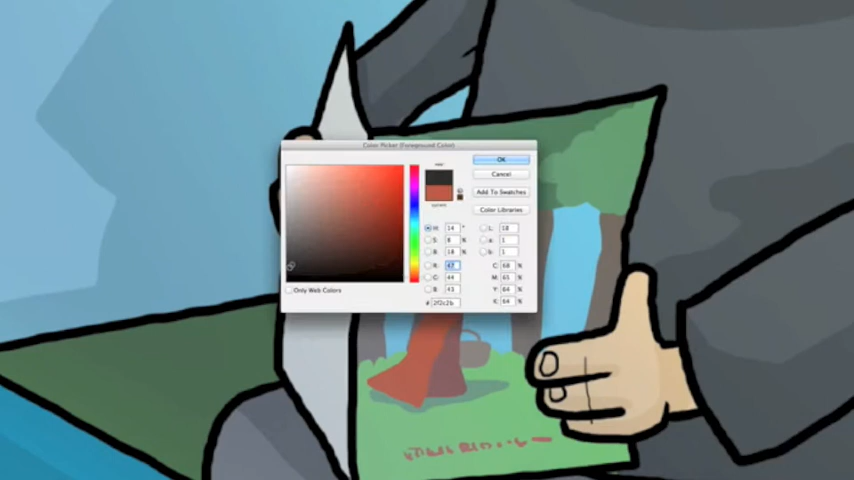 Color Picker (Foreground Color)
new
current
OK
Cancel
Add To Swatches
Color Libraries
H: 14 °
S: 8 %
B: 18 %
R: 47
G: 44
B: 43
# 2f2c2b
L: 18
a: 1
b: 1
C: 68 %
M: 65 %
Y: 64 %
K: 64 %
Only Web Colors